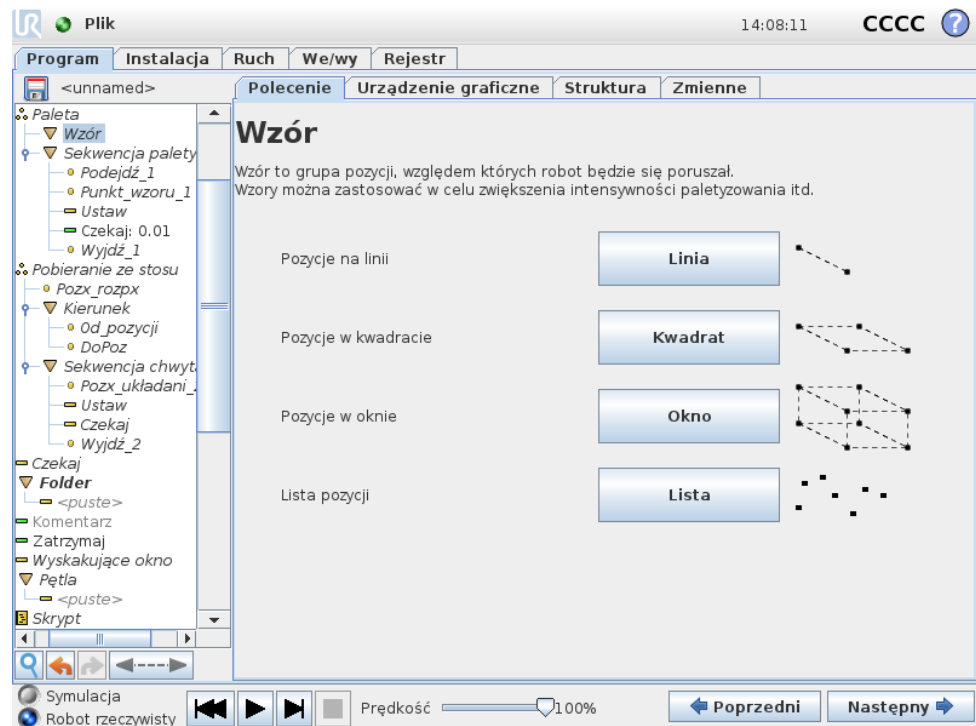 UR Plik 14:08:11 CCCC ?
Program Instalacja Ruch We/wy Rejestr
<unnamed>
Polecenie Urządzenie graficzne Struktura Zmienne
Paleta
Wzór
Sekwencja palety
Podejdź_1
Punkt_wzoru_1
Ustaw
Czekaj: 0.01
Wyjdź_1
Pobieranie ze stosu
Pozx_rozpx
Kierunek
Od_pozycji
DoPoz
Sekwencja chwyt
Pozx_układani_
Ustaw
Czekaj
Wyjdź_2
Czekaj
Folder
<puste>
Komentarz
Zatrzymaj
Wyskakujące okno
Pętla
<puste>
Skrypt
Wzór
Wzór to grupa pozycji, względem których robot będzie się poruszał.
Wzory można zastosować w celu zwiększenia intensywności paletyzowania itd.
Pozycje na linii Linia
Pozycje w kwadracie Kwadrat
Pozycje w oknie Okno
Lista pozycji Lista
Symulacja
Robot rzeczywisty
Prędkość 100%
Poprzedni Następny